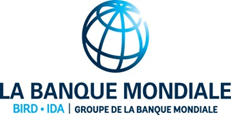 LA BANQUE MONDIALE
BIRD • IDA | GROUPE DE LA BANQUE MONDIALE